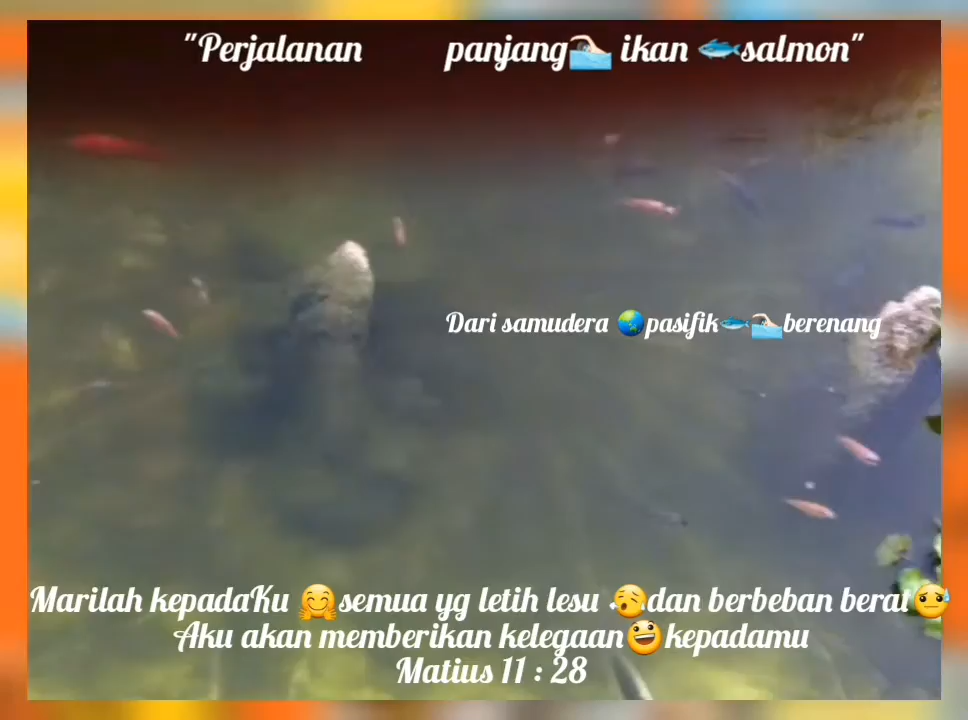 "Perjalanan panjang🏊🏻 ikan 🐟salmon"
Dari samudera 🌏pasifik🐟🏊🏻berenang
Marilah kepadaKu 🤗semua yg letih lesu 🥱dan berbeban berat😓
Aku akan memberikan kelegaan😃kepadamu
Matius 11 : 28